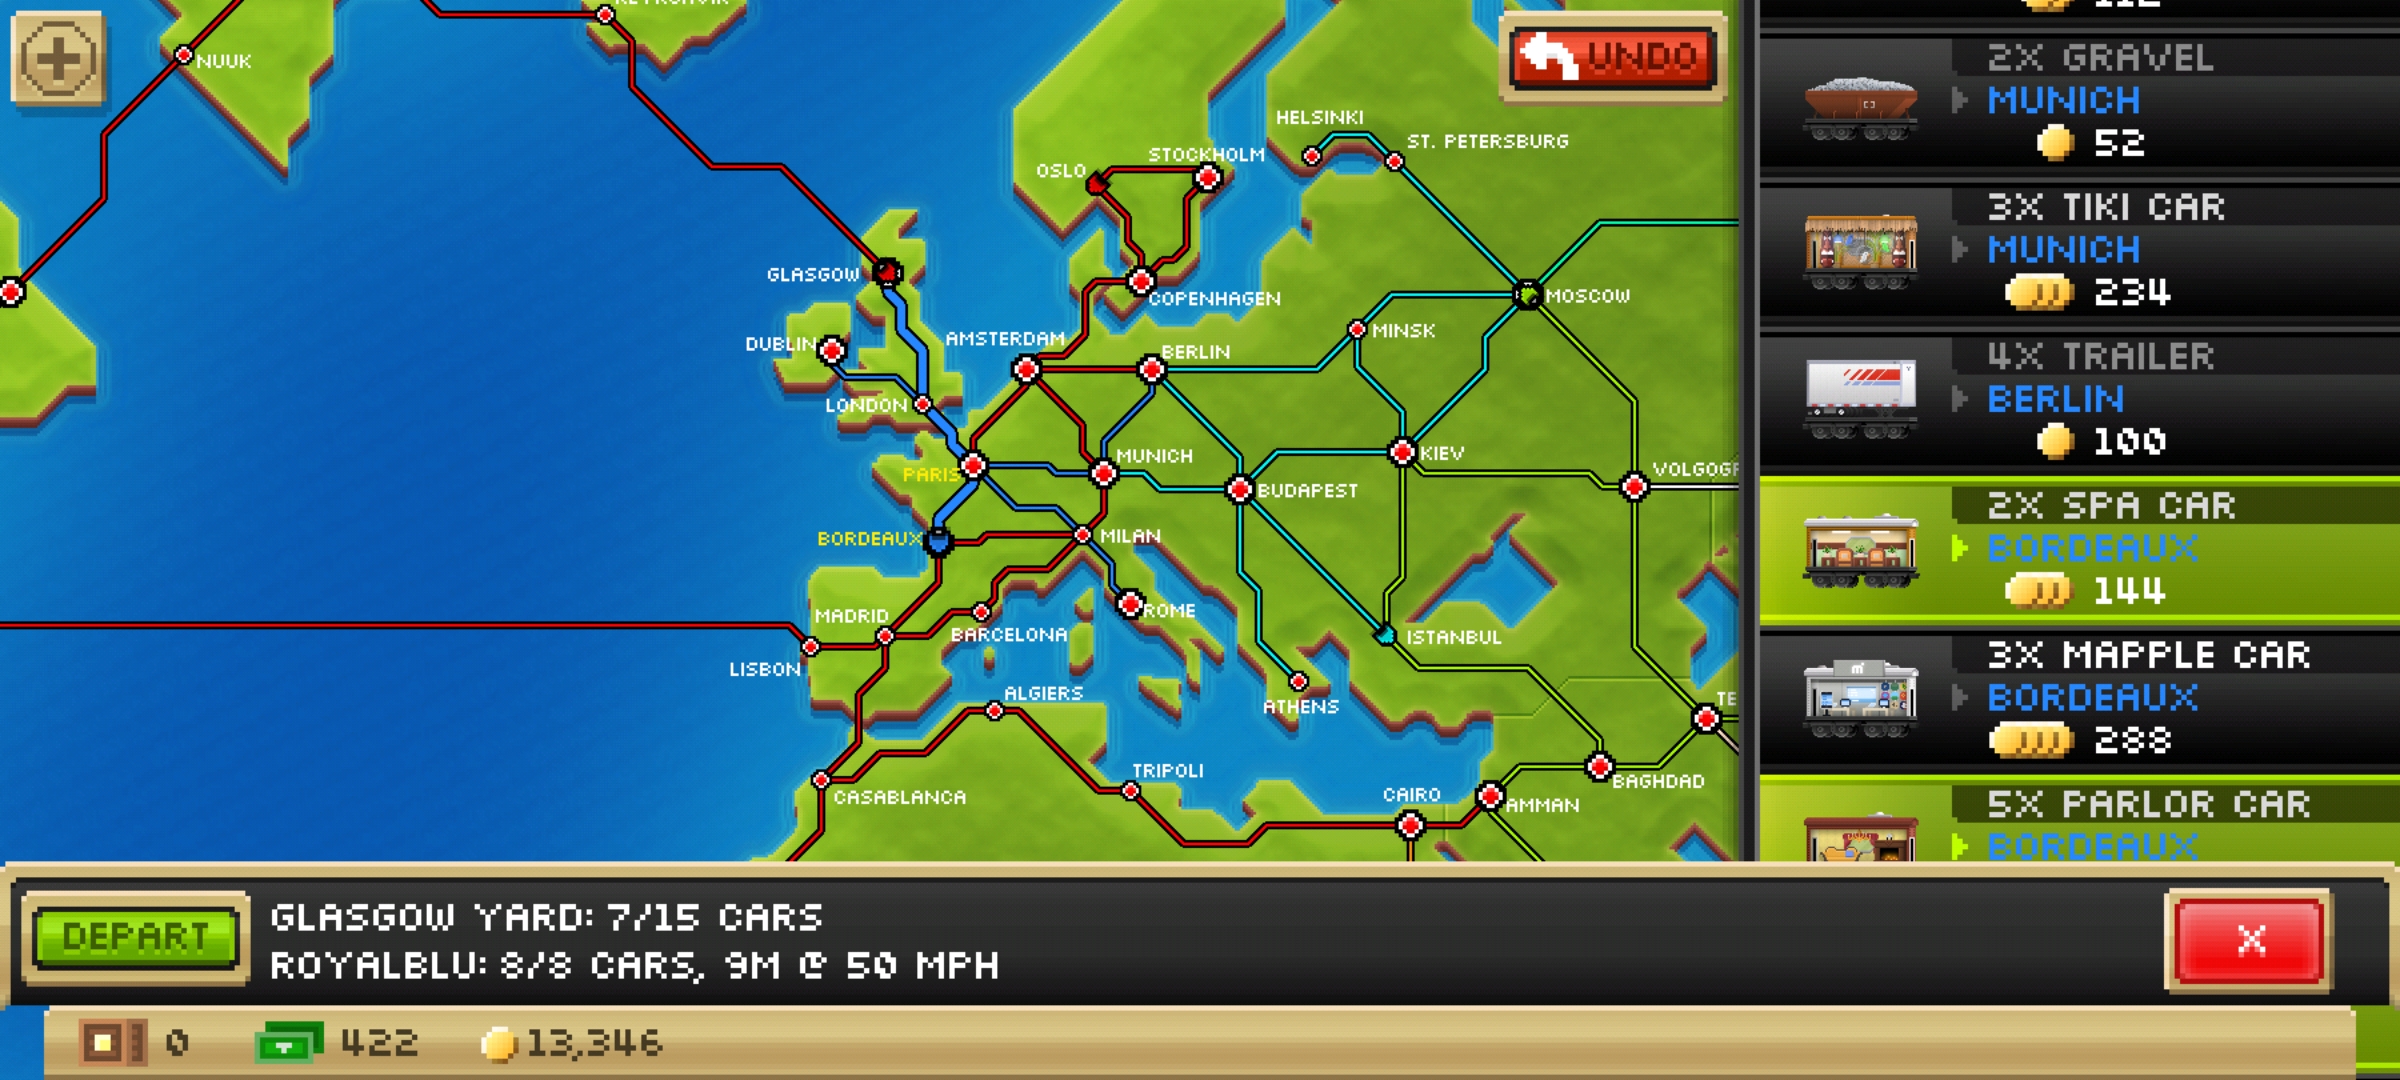 REYKJAVIK
NUUK
UNDO
HELSINKI
ST. PETERSBURG
STOCKHOLM
OSLO
GLASGOW
COPENHAGEN
MOSCOW
DUBLIN
AMSTERDAM
BERLIN
MINSK
LONDON
PARIS
MUNICH
KIEV
VOLGOGR
BUDAPEST
BORDEAUX
MILAN
MADRID
ROME
BARCELONA
ISTANBUL
LISBON
ALGIERS
ATHENS
TE
TRIPOLI
BAGHDAD
CASABLANCA
CAIRO
AMMAN
112
2X GRAVEL
MUNICH
52
3X TIKI CAR
MUNICH
234
4X TRAILER
BERLIN
100
2X SPA CAR
BORDEAUX
144
3X MAPPLE CAR
BORDEAUX
288
5X PARLOR CAR
BORDEAUX
DEPART
GLASGOW YARD: 7/15 CARS
ROYALBLU: 8/8 CARS, 9M @ 50 MPH
X
0
422
13,346